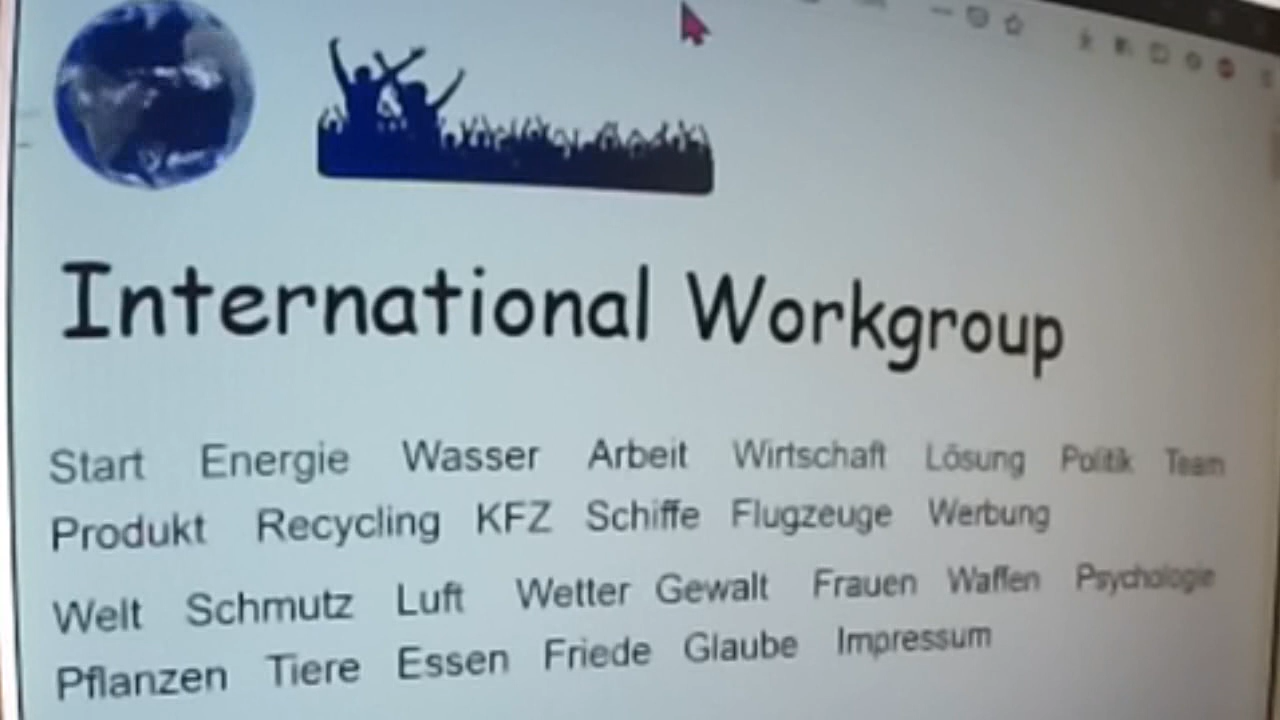 International Workgroup
Start Energie Wasser Arbeit Wirtschaft Lösung Politik Team
Produkt Recycling KFZ Schiffe Flugzeuge Werbung
Welt Schmutz Luft Wetter Gewalt Frauen Waffen Psychologie
Pflanzen Tiere Essen Friede Glaube Impressum